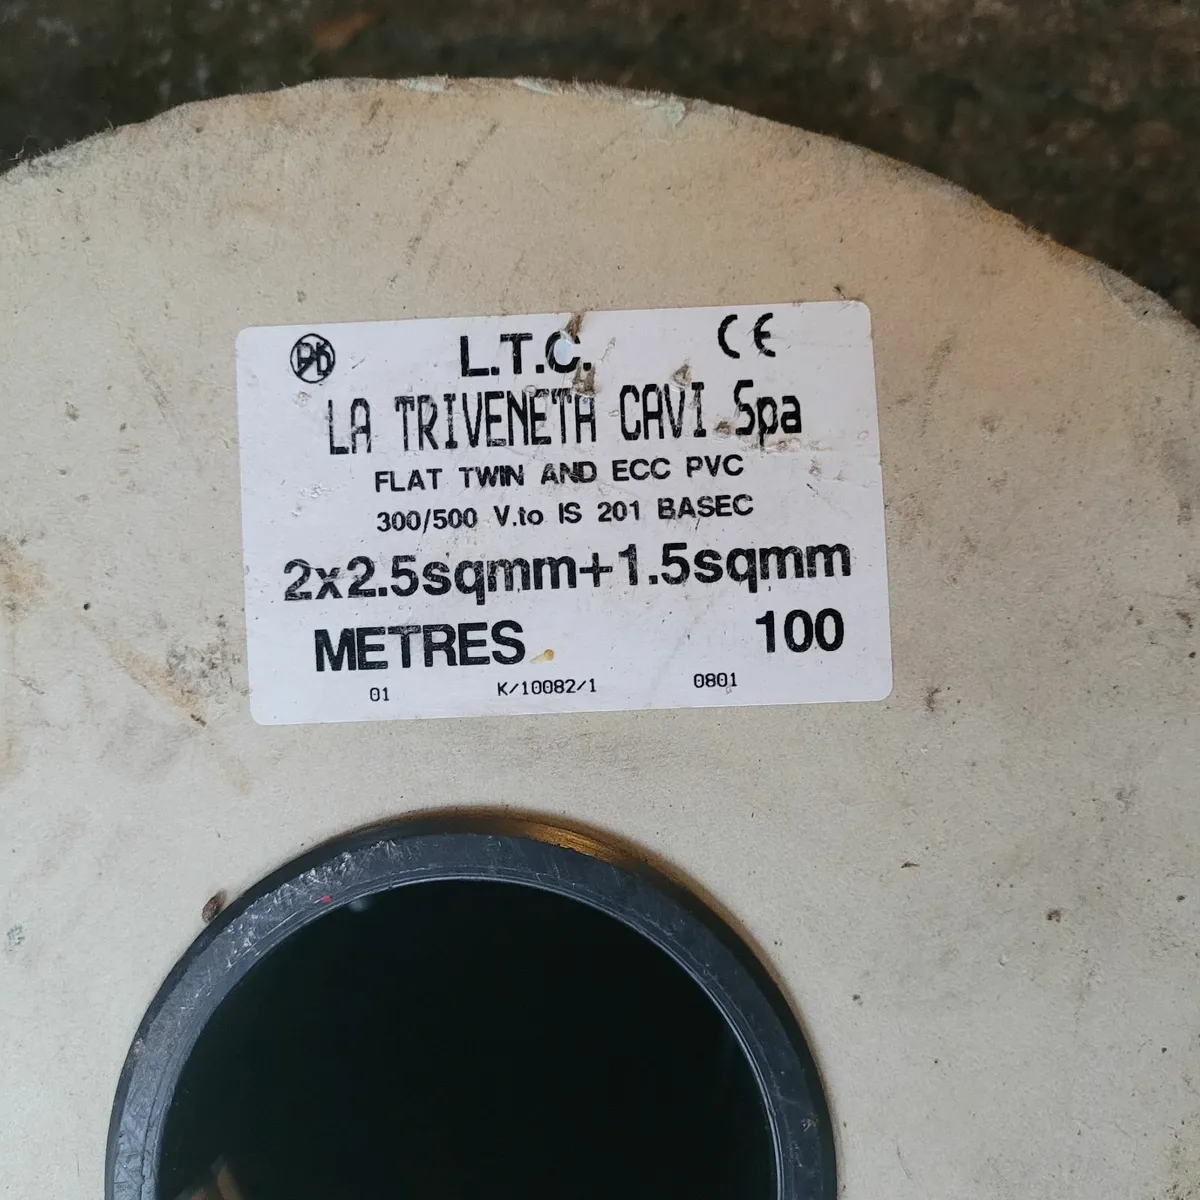 L.T.C. CE
LA TRIVENETA CAVI Spa
FLAT TWIN AND ECC PVC
300/500 V.to IS 201 BASEC
2x2.5sqmm+1.5sqmm
METRES 100
01 K/10082/1 0801